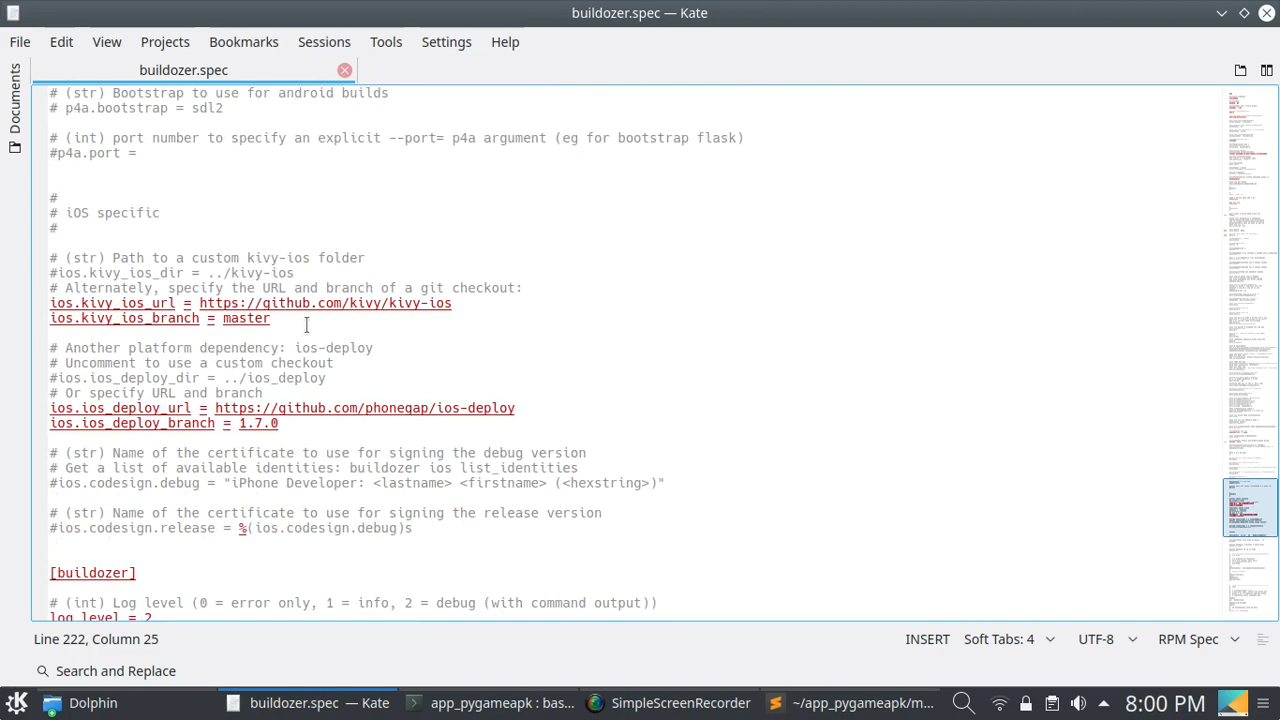 buildozer.spec — Kate
File Edit View Projects Bookmarks Sessions Tools Settings Help
Documents
buildozer.spec
# (str) Bootstrap to use for android builds
# p4a.bootstrap = sdl2
# (int) port number to specify an explicit --port= p4a argument (eg for bootstrap flask)
#p4a.port =
#
# iOS specific
#
# (str) Path to a custom kivy-ios folder
#ios.kivy_ios_dir = ../kivy-ios
# Alternately, specify the URL and branch of a git checkout:
ios.kivy_ios_url = https://github.com/kivy/kivy-ios
ios.kivy_ios_branch = master
# Another platform dependency: ios-deploy
# Uncomment to use a custom checkout
#ios.ios_deploy_dir = ../ios_deploy
# Or specify URL and branch
ios.ios_deploy_url = https://github.com/phonegap/ios-deploy
ios.ios_deploy_branch = 1.7.0
# (str) Name of the certificate to use for signing the debug version
# Get a list of available identities: buildozer ios list_identities
#ios.codesign.debug = "iPhone Developer: <lastname> <firstname> (<hexstring>)"
# (str) Name of the certificate to use for signing the release version
#ios.codesign.release = %(ios.codesign.debug)s
[buildozer]
# (int) Log level (0 = error only, 1 = info, 2 = debug (with command output))
log_level = 2
Line 222, Column 25 INSERT Soft Tabs: 4 UTF-8 RPM Spec
Search and Replace
Dolphin buildozer.spec — Kate app_pygameapk : s... SimpleScreenRecorder app_pygameapp/m... 8:00 PM